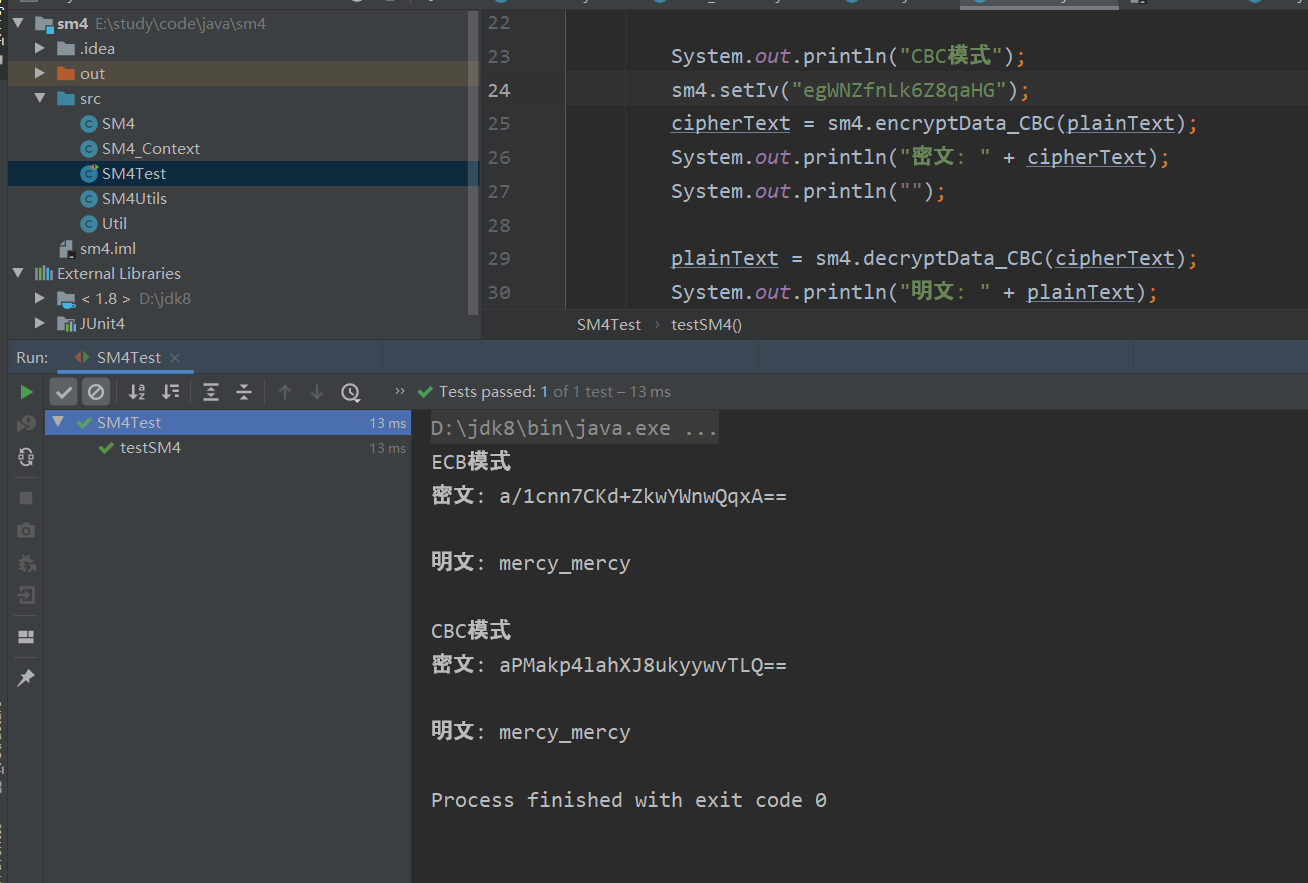 sm4 E:\study\code\java\sm4
.idea
out
src
SM4
SM4_Context
SM4Test
SM4Utils
Util
sm4.iml
External Libraries
< 1.8 > D:\jdk8
JUnit4
22
23 System.out.println("CBC模式");
24 sm4.setIv("egWNZfnLk6Z8qaHG");
25 cipherText = sm4.encryptData_CBC(plainText);
26 System.out.println("密文: " + cipherText);
27 System.out.println("");
28
29 plainText = sm4.decryptData_CBC(cipherText);
30 System.out.println("明文: " + plainText);
SM4Test › testSM4()
Run: SM4Test ×
» Tests passed: 1 of 1 test – 13 ms
SM4Test 13 ms
testSM4 13 ms
D:\jdk8\bin\java.exe ...
ECB模式
密文: a/1cnn7CKd+ZkwYWnwQqxA==
明文: mercy_mercy
CBC模式
密文: aPMakp4lahXJ8ukyywvTLQ==
明文: mercy_mercy
Process finished with exit code 0